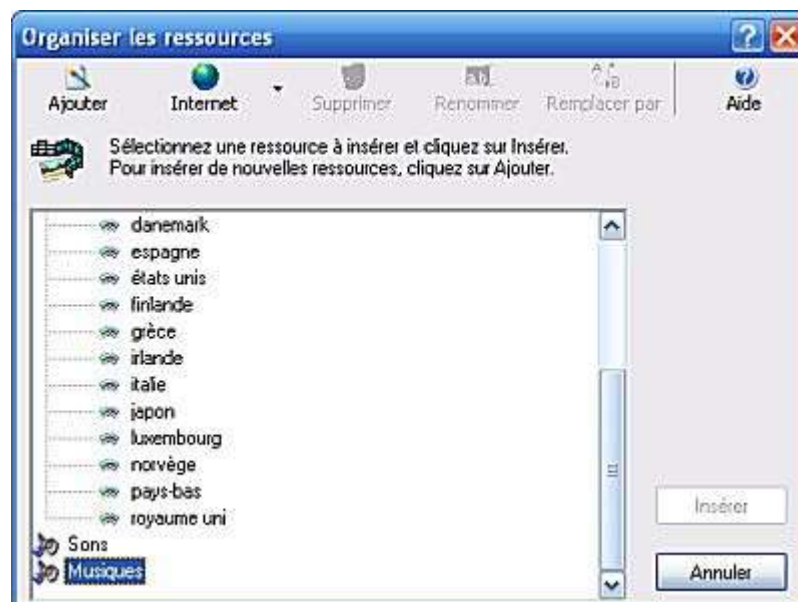 Organiser les ressources
Ajouter Internet Supprimer Renommer Remplacer par Aide
Sélectionnez une ressource à insérer et cliquez sur Insérer.
Pour insérer de nouvelles ressources, cliquez sur Ajouter.
danemark
espagne
états unis
finlande
grèce
irlande
italie
japon
luxembourg
norvège
pays-bas
royaume uni
Sons
Musiques
Insérer
Annuler